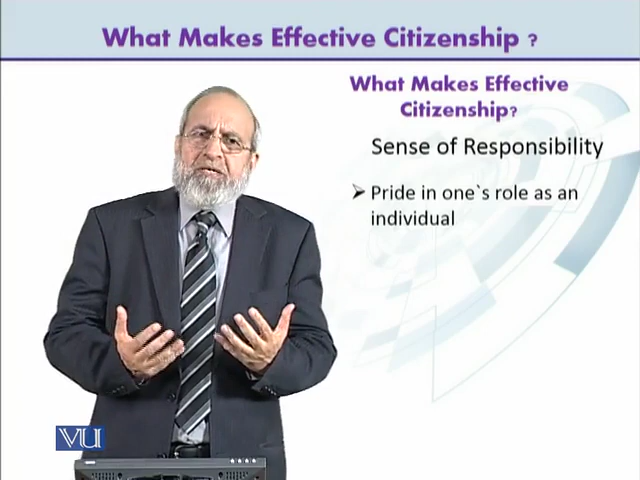 What Makes Effective Citizenship ?
What Makes Effective
Citizenship?
Sense of Responsibility
➢ Pride in one`s role as an
individual
VU